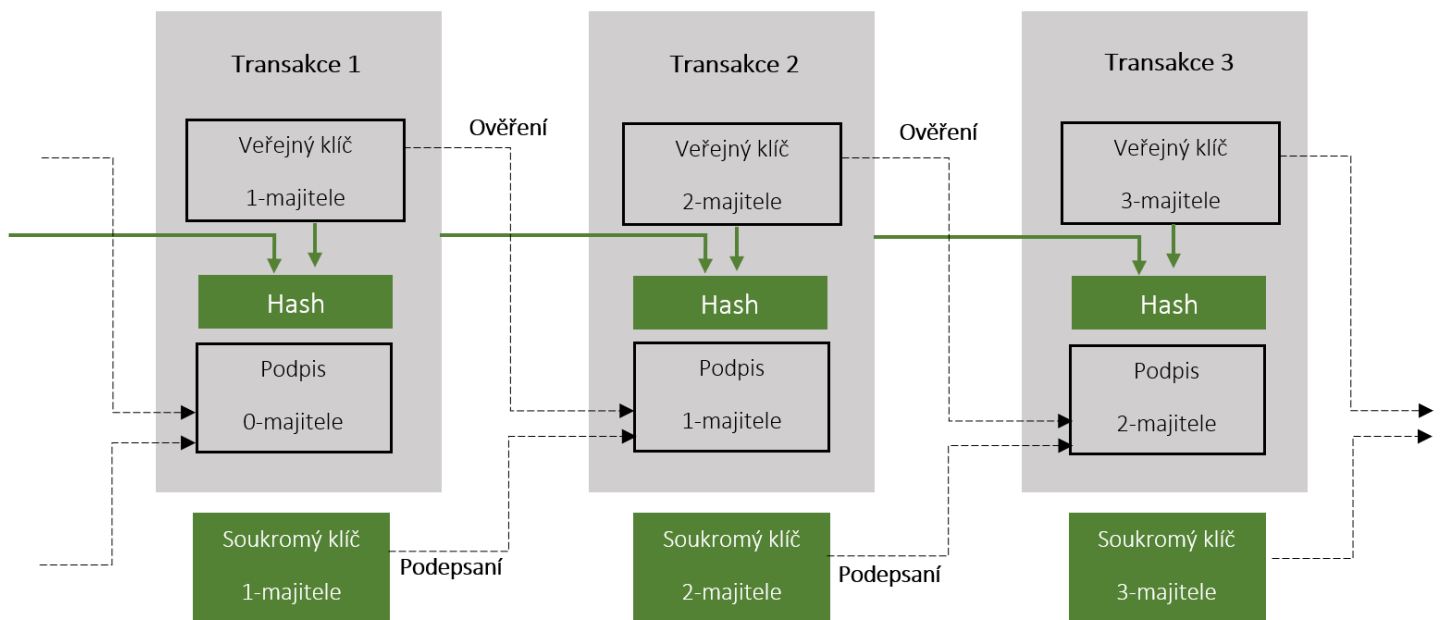 Transakce 1
Veřejný klíč
1-majitele
Hash
Podpis
0-majitele
Soukromý klíč
1-majitele
Ověření
Podepsaní
Transakce 2
Veřejný klíč
2-majitele
Hash
Podpis
1-majitele
Soukromý klíč
2-majitele
Ověření
Podepsaní
Transakce 3
Veřejný klíč
3-majitele
Hash
Podpis
2-majitele
Soukromý klíč
3-majitele